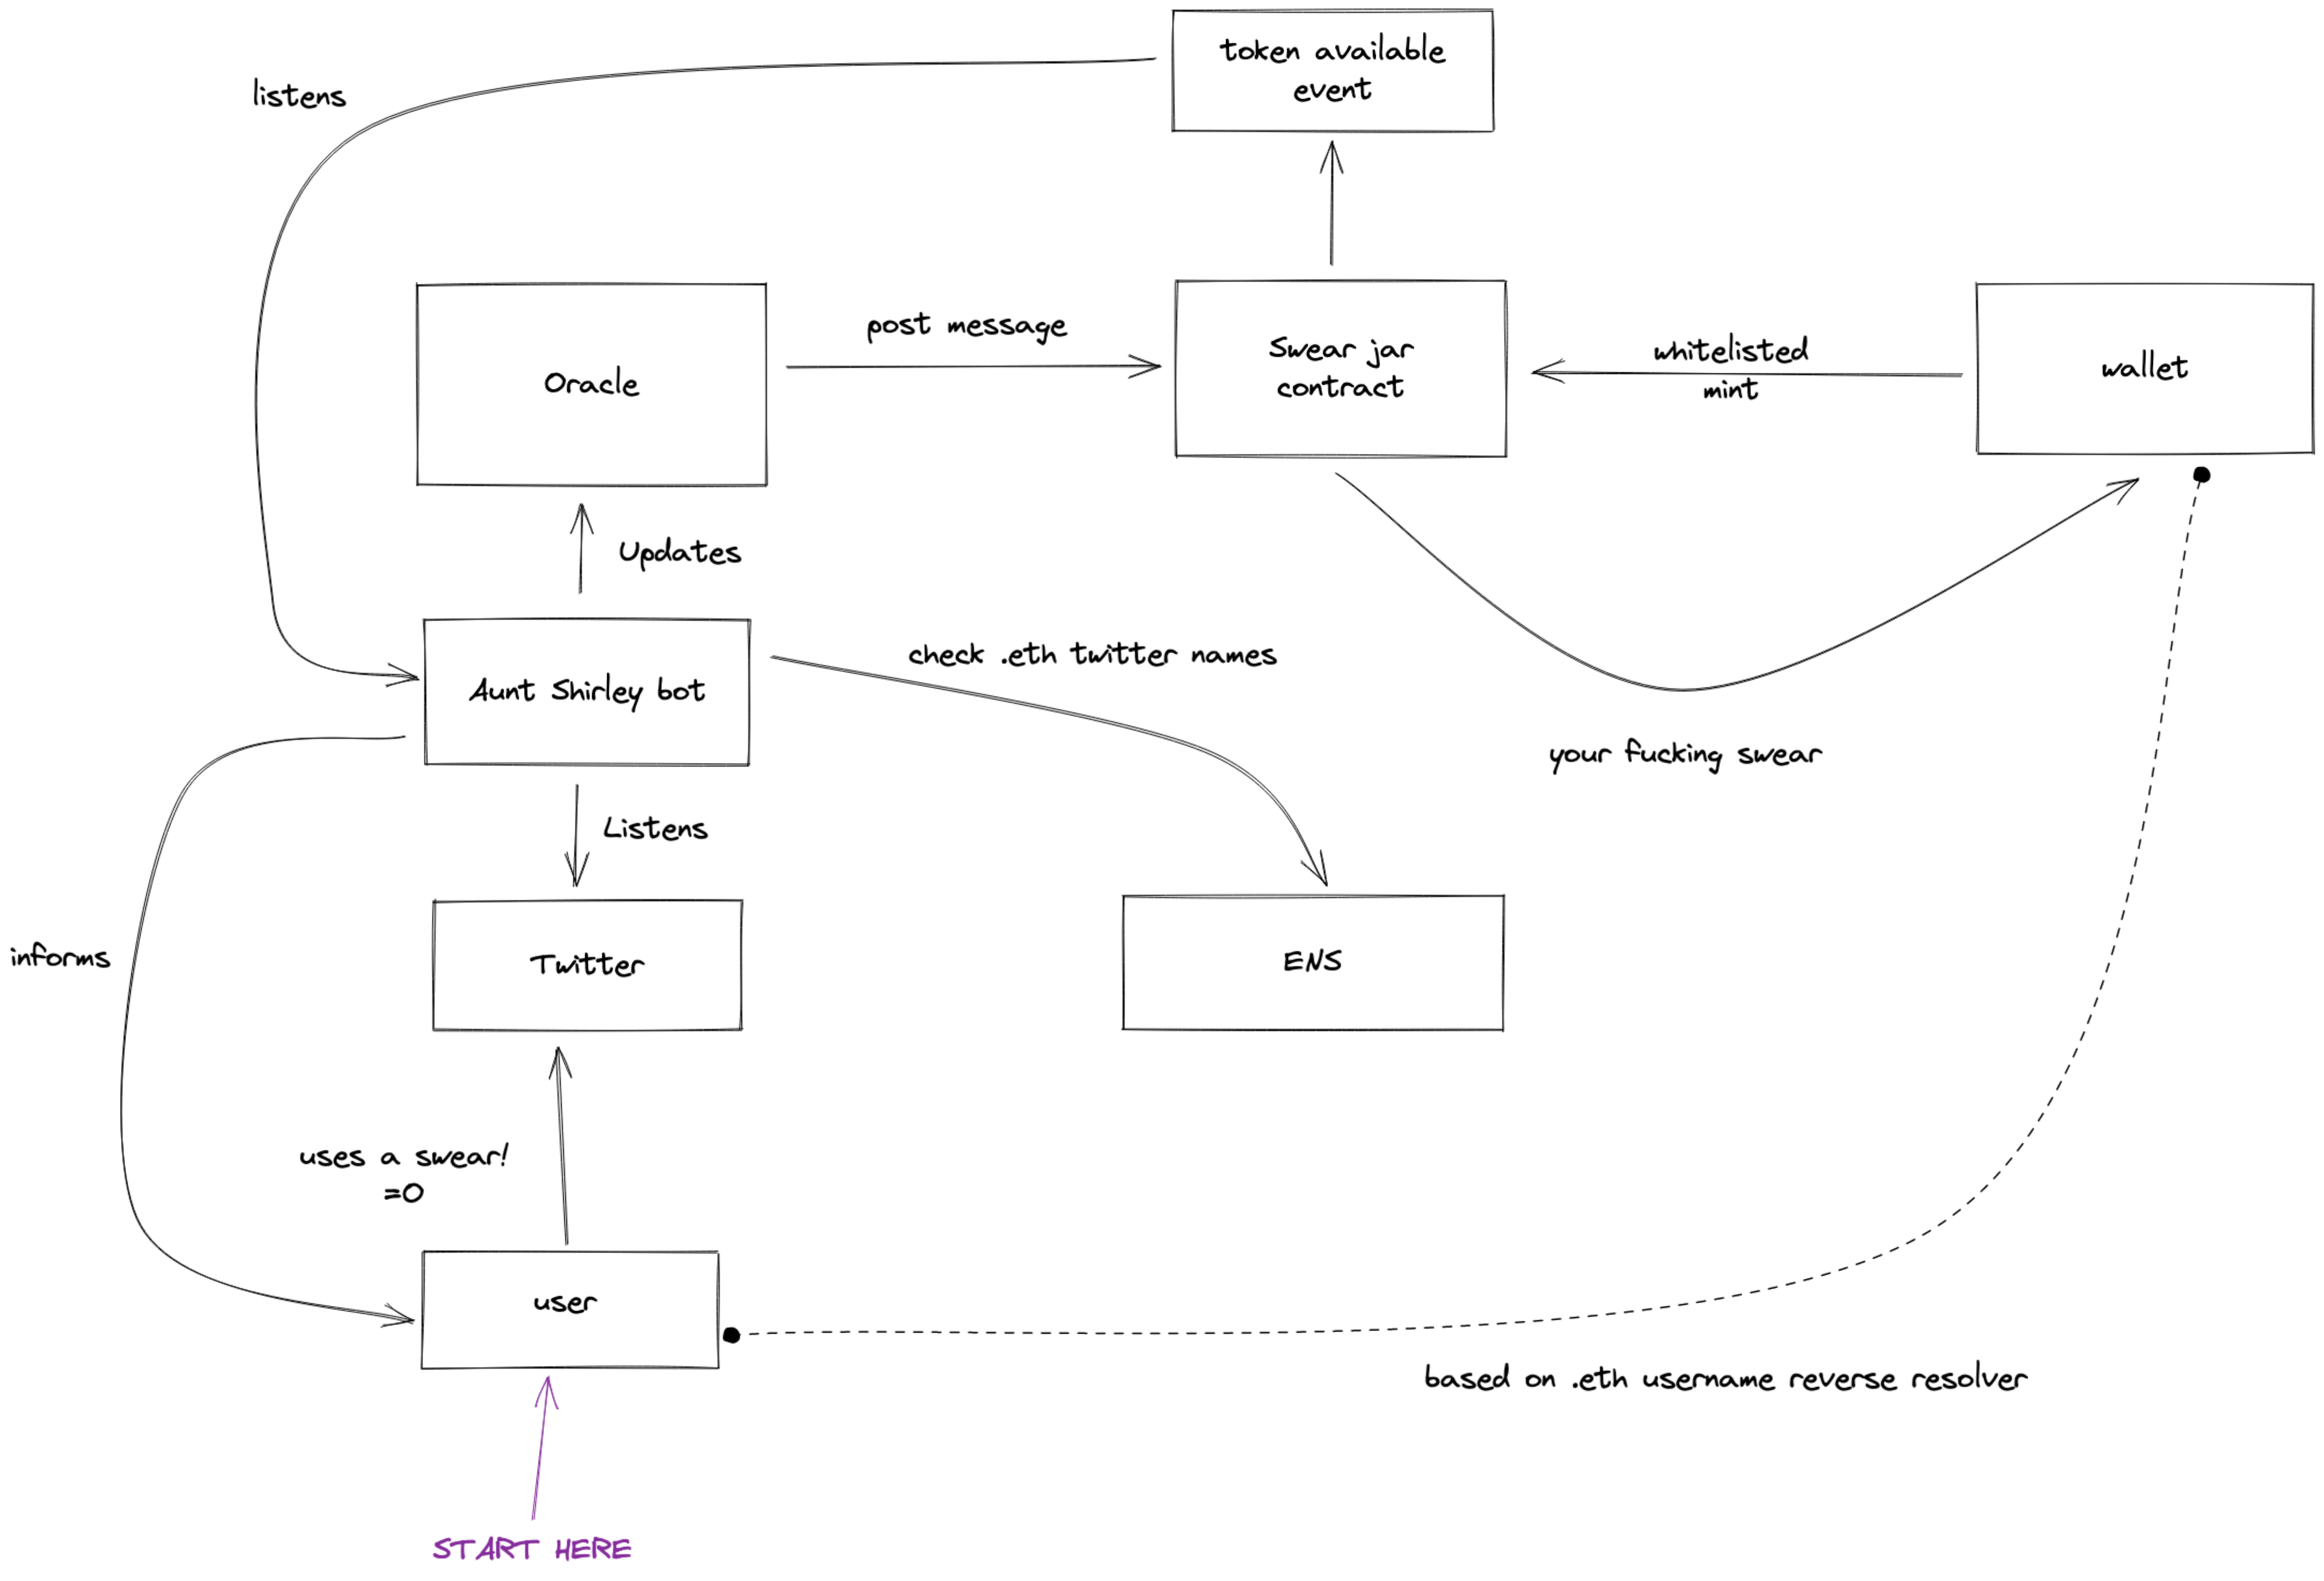 token available
event
listens
Oracle
post message
Swear jar
contract
whitelisted
mint
wallet
Updates
Aunt Shirley bot
check .eth twitter names
your fucking swear
Listens
informs
Twitter
ENS
uses a swear!
=O
user
based on .eth username reverse resolver
START HERE